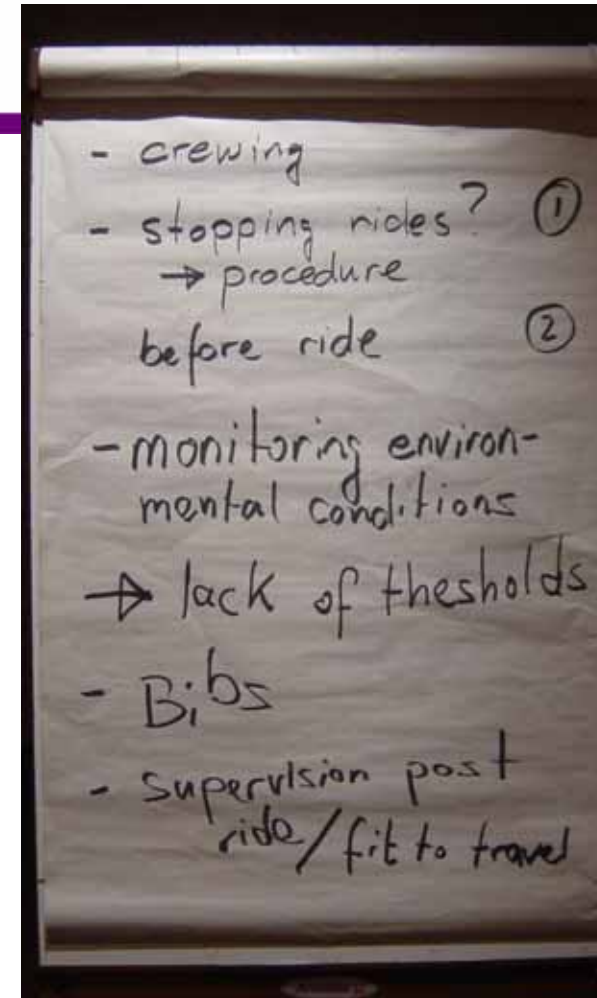 - crewing
- stopping rides? ①
→ procedure
before ride ②
- monitoring environ-
mental conditions
→ lack of thesholds
- Bibs
- supervision post
ride/fit to travel